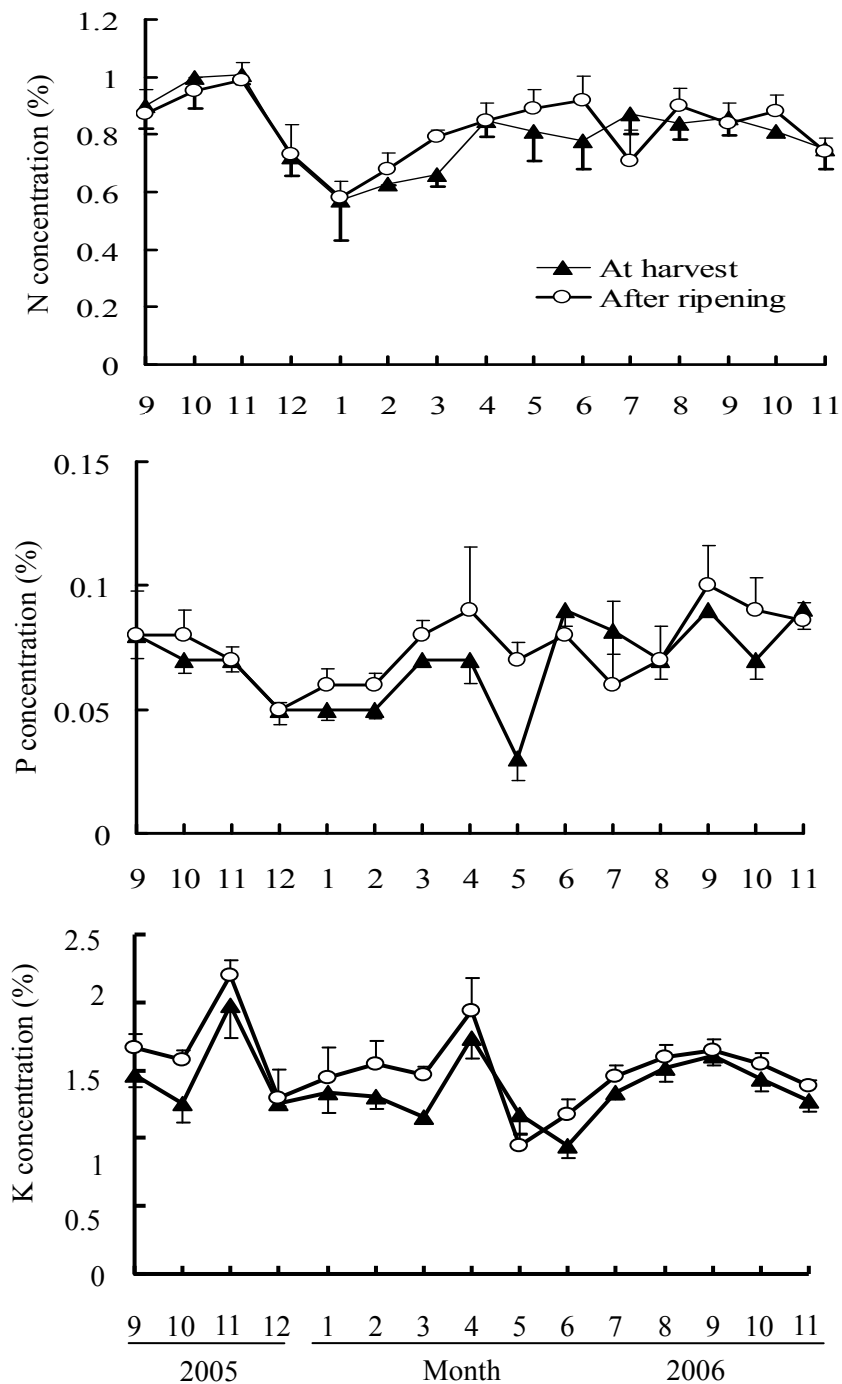 1.2
1
0.8
0.6
0.4
0.2
0
N concentration (%)
At harvest
After ripening
9 10 11 12 1 2 3 4 5 6 7 8 9 10 11
0.15
0.1
0.05
0
P concentration (%)
9 10 11 12 1 2 3 4 5 6 7 8 9 10 11
2.5
2
1.5
1
0.5
0
K concentration (%)
9 10 11 12 1 2 3 4 5 6 7 8 9 10 11
2005 Month 2006